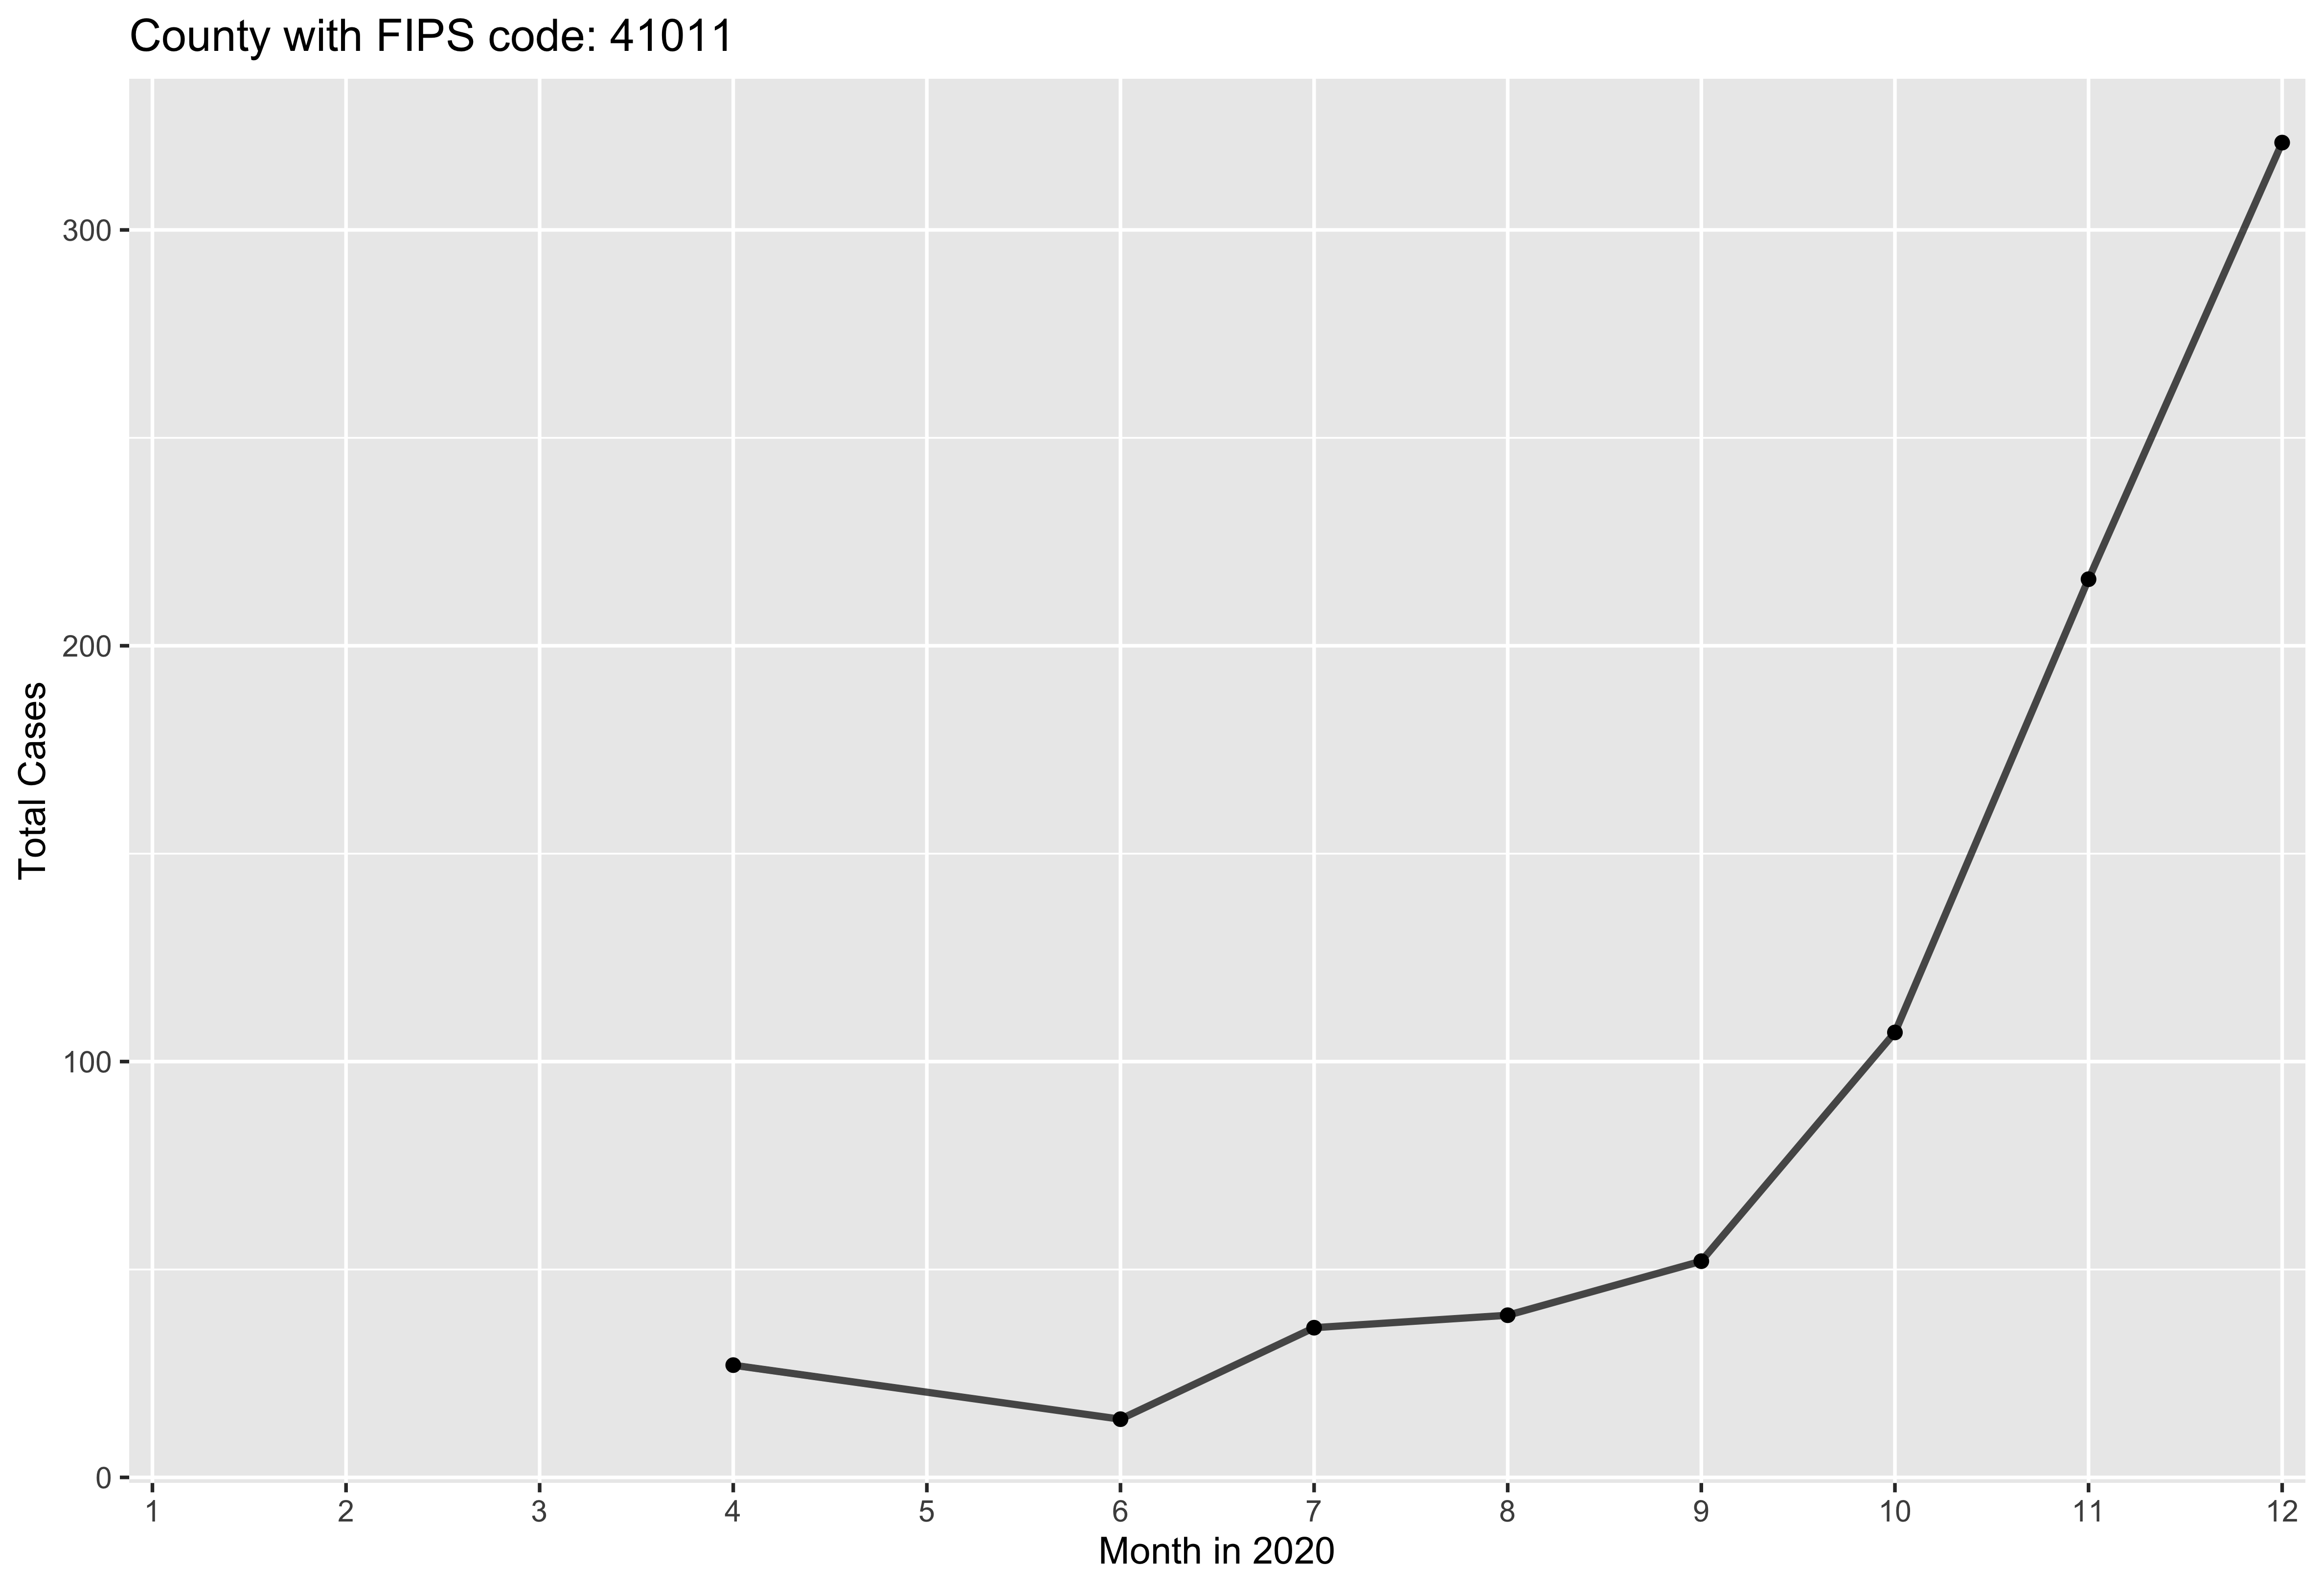 County with FIPS code: 41011
Total Cases
300
200
100
0
1 2 3 4 5 6 7 8 9 10 11 12
Month in 2020